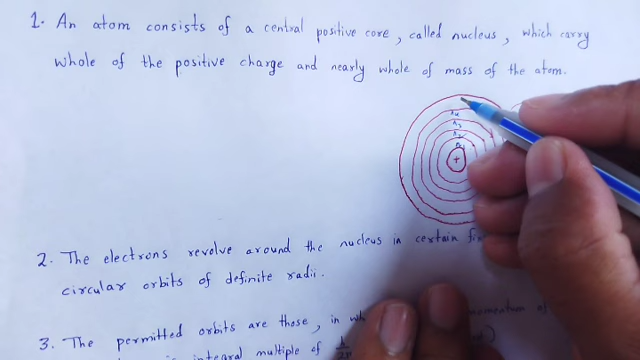 1. An atom consists of a central positive core, called nucleus, which carry
whole of the positive charge and nearly whole of mass of the atom.
+
2. The electrons revolve around the nucleus in certain
circular orbits of definite radii.
3. The permitted orbits are those, in momentum of
integral multiple of